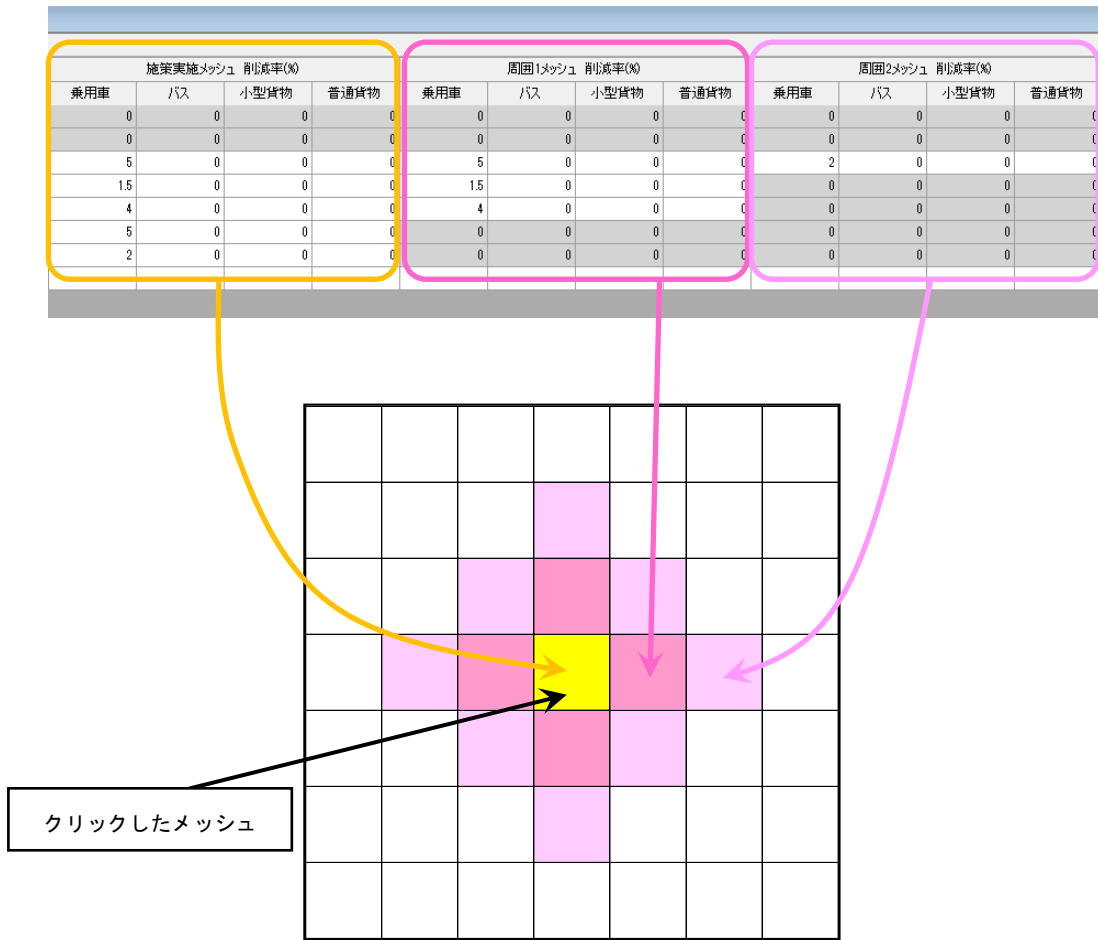 施策実施メッシュ 削減率(%) 周囲1メッシュ 削減率(%) 周囲2メッシュ 削減率(%)
乗用車 バス 小型貨物 普通貨物 乗用車 バス 小型貨物 普通貨物 乗用車 バス 小型貨物 普通貨物
0 0 0 0 0 0 0 0 0 0 0 0
0 0 0 0 0 0 0 0 0 0 0 0
5 0 0 0 5 0 0 0 2 0 0 0
1.5 0 0 0 1.5 0 0 0 0 0 0 0
4 0 0 0 4 0 0 0 0 0 0 0
5 0 0 0 0 0 0 0 0 0 0 0
2 0 0 0 0 0 0 0 0 0 0 0
クリックしたメッシュ